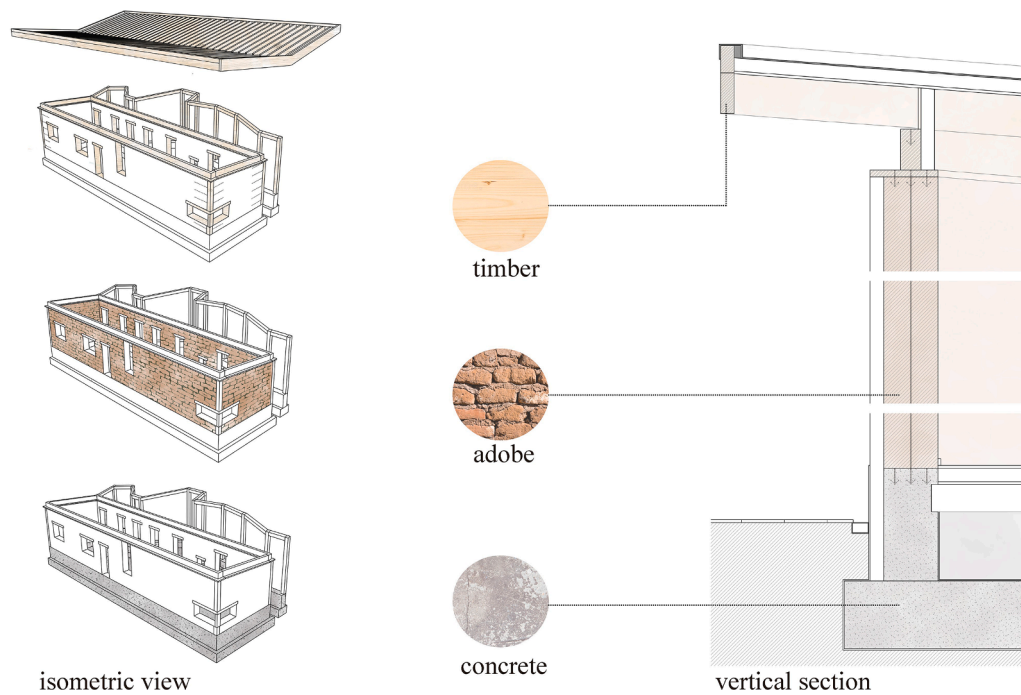 timber
adobe
concrete
isometric view
vertical section